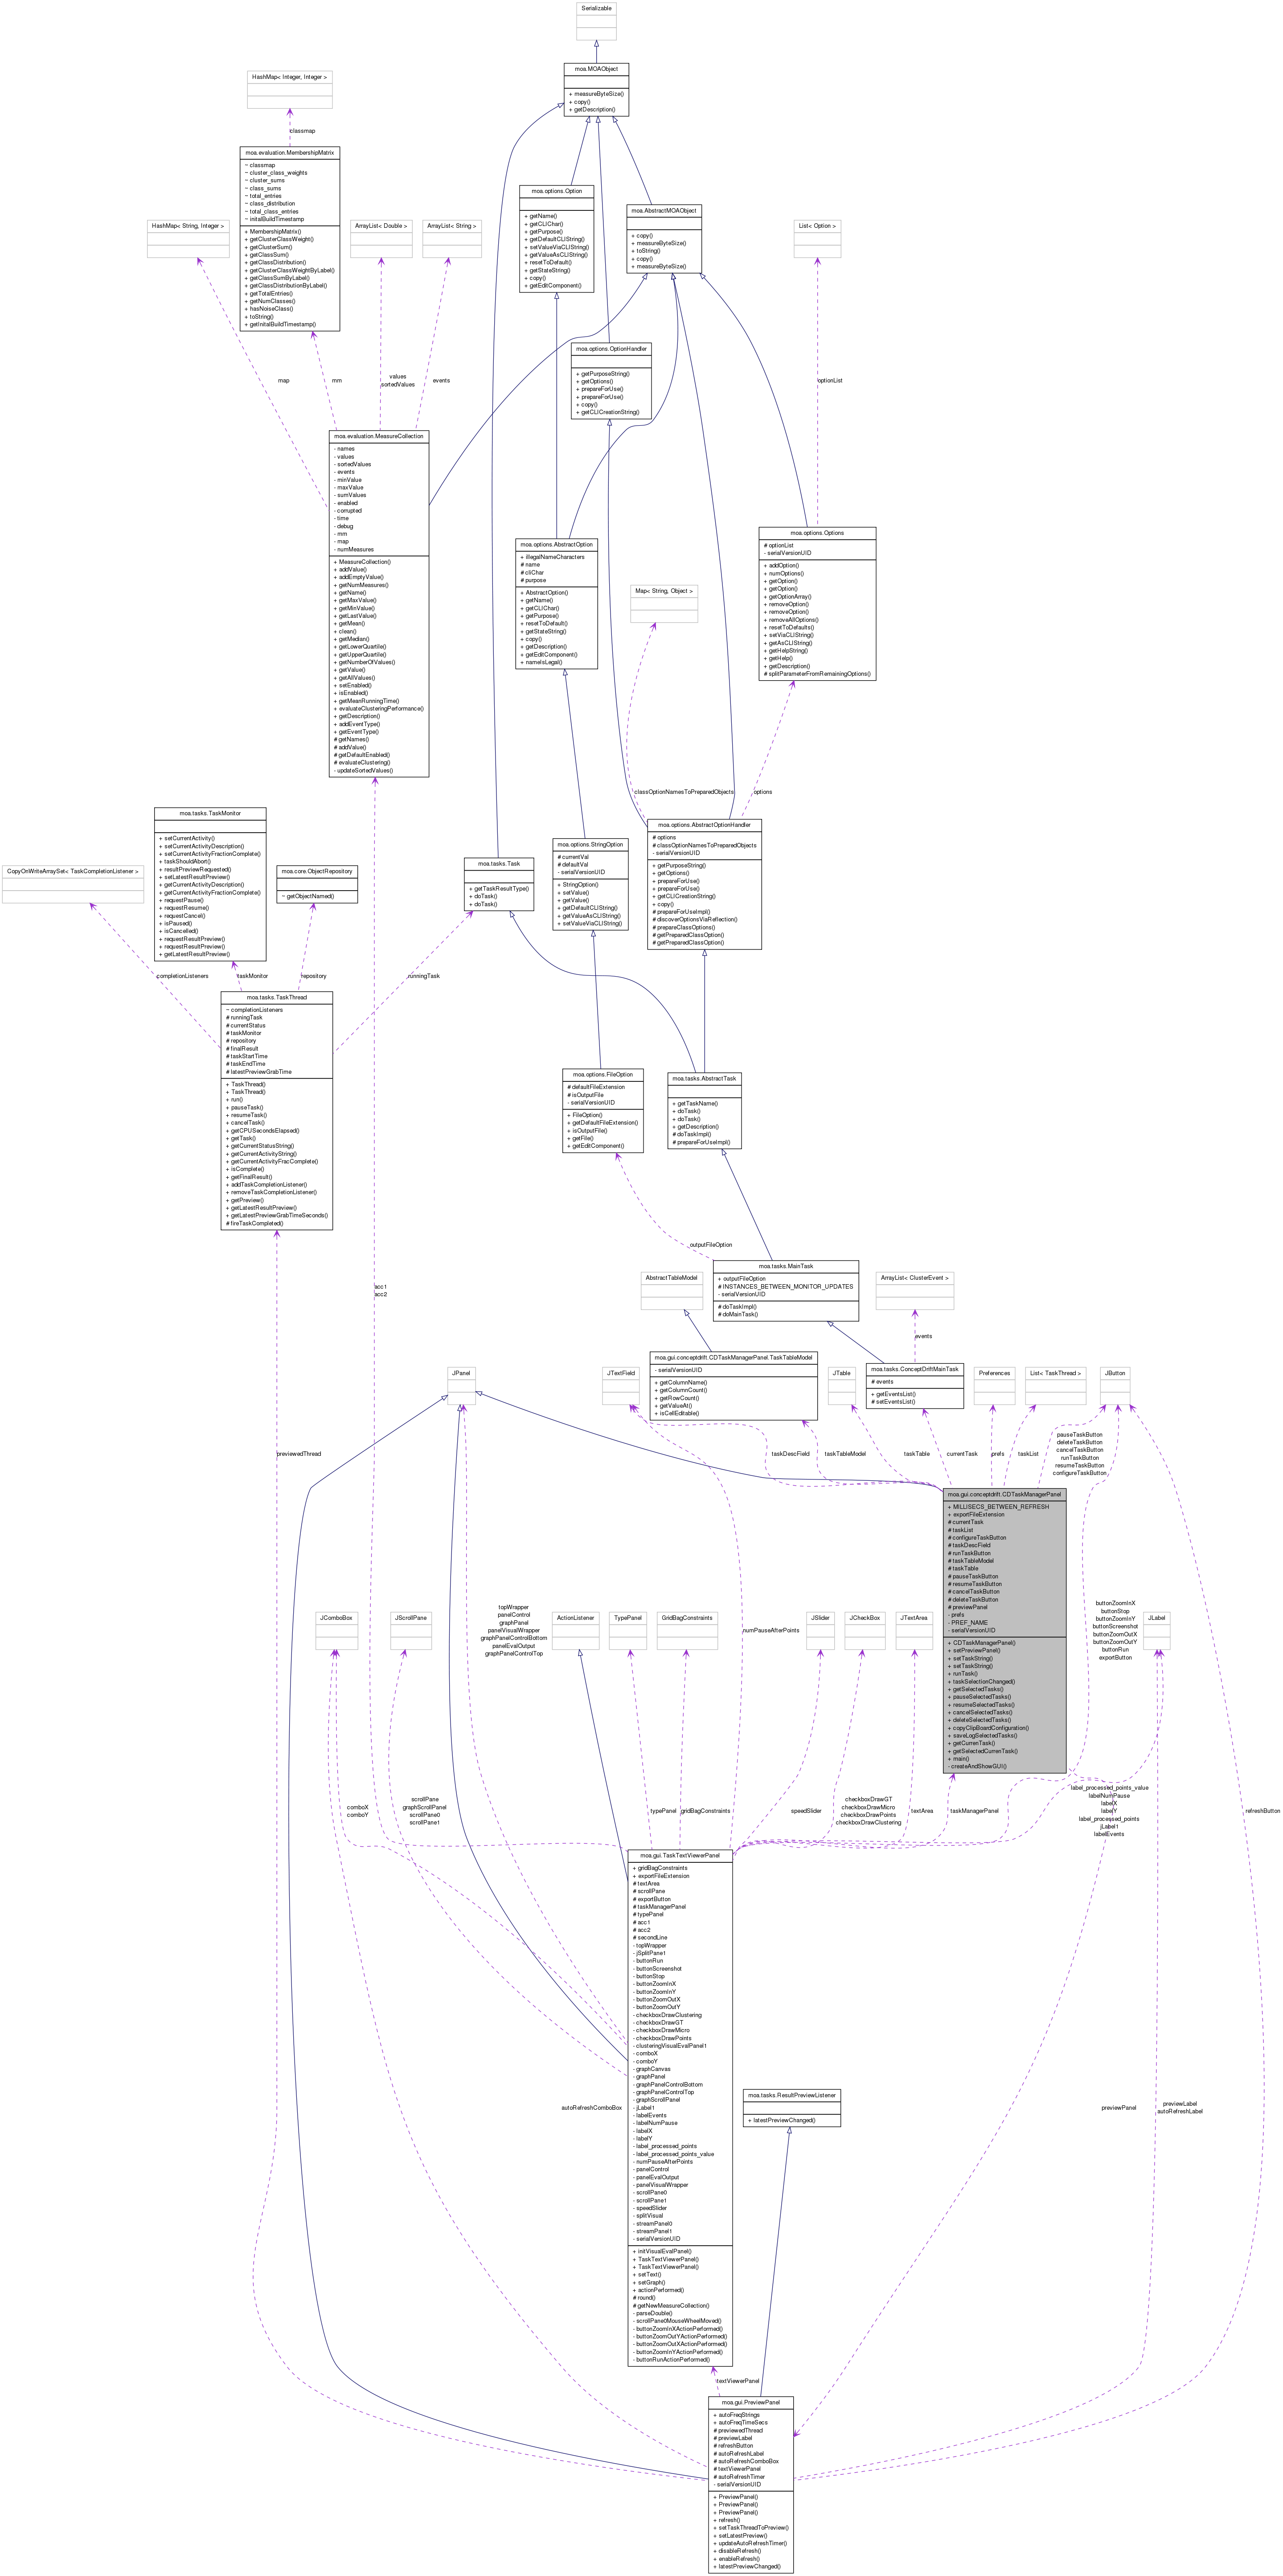 Serializable
moa.MOAObject
+ measureByteSize()
+ copy()
+ getDescription()
HashMap< Integer, Integer >
classmap
moa.evaluation.MembershipMatrix
~ classmap
~ cluster_class_weights
~ cluster_sums
~ class_sums
~ total_entries
~ class_distribution
~ total_class_entries
~ initalBuildTimestamp
+ MembershipMatrix()
+ getClusterClassWeight()
+ getClusterSum()
+ getClassSum()
+ getClassDistribution()
+ getClusterClassWeightByLabel()
+ getClassSumByLabel()
+ getClassDistributionByLabel()
+ getTotalEntries()
+ getNumClasses()
+ hasNoiseClass()
+ toString()
+ getInitalBuildTimestamp()
moa.options.Option
+ getName()
+ getCLIChar()
+ getPurpose()
+ getDefaultCLIString()
+ setValueViaCLIString()
+ getValueAsCLIString()
+ resetToDefault()
+ getStateString()
+ copy()
+ getEditComponent()
moa.AbstractMOAObject
+ copy()
+ measureByteSize()
+ toString()
+ copy()
+ measureByteSize()
HashMap< String, Integer >
ArrayList< Double >
ArrayList< String >
List< Option >
moa.options.OptionHandler
+ getPurposeString()
+ getOptions()
+ prepareForUse()
+ prepareForUse()
+ copy()
+ getCLICreationString()
map
mm
values
sortedValues
events
optionList
moa.evaluation.MeasureCollection
- names
- values
- sortedValues
- events
- minValue
- maxValue
- sumValues
- enabled
- corrupted
- time
- debug
- mm
- map
- numMeasures
+ MeasureCollection()
+ addValue()
+ addEmptyValue()
+ getNumMeasures()
+ getName()
+ getMaxValue()
+ getMinValue()
+ getLastValue()
+ getMean()
+ clean()
+ getMedian()
+ getLowerQuartile()
+ getUpperQuartile()
+ getNumberOfValues()
+ getValue()
+ getAllValues()
+ setEnabled()
+ isEnabled()
+ getMeanRunningTime()
+ evaluateClusteringPerformance()
+ getDescription()
+ addEventType()
+ getEventType()
# getNames()
# addValue()
# getDefaultEnabled()
# evaluateClustering()
- updateSortedValues()
moa.options.AbstractOption
+ illegalNameCharacters
# name
# cliChar
# purpose
+ AbstractOption()
+ getName()
+ getCLIChar()
+ getPurpose()
+ resetToDefault()
+ getStateString()
+ copy()
+ getDescription()
+ getEditComponent()
+ nameIsLegal()
moa.options.Options
# optionList
- serialVersionUID
+ addOption()
+ numOptions()
+ getOption()
+ getOption()
+ getOptionArray()
+ removeOption()
+ removeOption()
+ removeAllOptions()
+ resetToDefaults()
+ setViaCLIString()
+ getAsCLIString()
+ getHelpString()
+ getHelp()
+ getDescription()
# splitParameterFromRemainingOptions()
Map< String, Object >
classOptionNamesToPreparedObjects
options
moa.tasks.TaskMonitor
+ setCurrentActivity()
+ setCurrentActivityDescription()
+ setCurrentActivityFractionComplete()
+ taskShouldAbort()
+ resultPreviewRequested()
+ setLatestResultPreview()
+ getCurrentActivityDescription()
+ getCurrentActivityFractionComplete()
+ requestPause()
+ requestResume()
+ requestCancel()
+ isPaused()
+ isCancelled()
+ requestResultPreview()
+ requestResultPreview()
+ getLatestResultPreview()
moa.options.AbstractOptionHandler
# options
# classOptionNamesToPreparedObjects
- serialVersionUID
+ getPurposeString()
+ getOptions()
+ prepareForUse()
+ prepareForUse()
+ getCLICreationString()
+ copy()
# prepareForUseImpl()
# discoverOptionsViaReflection()
# prepareClassOptions()
# getPreparedClassOption()
# getPreparedClassOption()
moa.options.StringOption
# currentVal
# defaultVal
- serialVersionUID
+ StringOption()
+ setValue()
+ getValue()
+ getDefaultCLIString()
+ getValueAsCLIString()
+ setValueViaCLIString()
moa.tasks.Task
+ getTaskResultType()
+ doTask()
+ doTask()
CopyOnWriteArraySet< TaskCompletionListener >
moa.core.ObjectRepository
~ getObjectNamed()
completionListeners
taskMonitor
repository
runningTask
moa.tasks.TaskThread
~ completionListeners
# runningTask
# currentStatus
# taskMonitor
# repository
# finalResult
# taskStartTime
# taskEndTime
# latestPreviewGrabTime
+ TaskThread()
+ TaskThread()
+ run()
+ pauseTask()
+ resumeTask()
+ cancelTask()
+ getCPUSecondsElapsed()
+ getTask()
+ getCurrentStatusString()
+ getCurrentActivityString()
+ getCurrentActivityFracComplete()
+ isComplete()
+ getFinalResult()
+ addTaskCompletionListener()
+ removeTaskCompletionListener()
+ getPreview()
+ getLatestResultPreview()
+ getLatestPreviewGrabTimeSeconds()
# fireTaskCompleted()
moa.options.FileOption
# defaultFileExtension
# isOutputFile
- serialVersionUID
+ FileOption()
+ getDefaultFileExtension()
+ isOutputFile()
+ getFile()
+ getEditComponent()
moa.tasks.AbstractTask
+ getTaskName()
+ doTask()
+ doTask()
+ getDescription()
# doTaskImpl()
# prepareForUseImpl()
outputFileOption
moa.tasks.MainTask
+ outputFileOption
# INSTANCES_BETWEEN_MONITOR_UPDATES
- serialVersionUID
# doTaskImpl()
# doMainTask()
acc1
acc2
AbstractTableModel
ArrayList< ClusterEvent >
events
moa.gui.conceptdrift.CDTaskManagerPanel.TaskTableModel
- serialVersionUID
+ getColumnName()
+ getColumnCount()
+ getRowCount()
+ getValueAt()
+ isCellEditable()
moa.tasks.ConceptDriftMainTask
# events
+ getEventsList()
# setEventsList()
JPanel
JTextField
JTable
Preferences
List< TaskThread >
JButton
previewedThread
taskDescField
taskTableModel
taskTable
currentTask
prefs
taskList
pauseTaskButton
deleteTaskButton
cancelTaskButton
runTaskButton
resumeTaskButton
configureTaskButton
moa.gui.conceptdrift.CDTaskManagerPanel
+ MILLISECS_BETWEEN_REFRESH
+ exportFileExtension
# currentTask
# taskList
# configureTaskButton
# taskDescField
# runTaskButton
# taskTableModel
# taskTable
# pauseTaskButton
# resumeTaskButton
# cancelTaskButton
# deleteTaskButton
# previewPanel
- prefs
- PREF_NAME
- serialVersionUID
+ CDTaskManagerPanel()
+ setPreviewPanel()
+ setTaskString()
+ setTaskString()
+ runTask()
+ taskSelectionChanged()
+ getSelectedTasks()
+ pauseSelectedTasks()
+ resumeSelectedTasks()
+ cancelSelectedTasks()
+ deleteSelectedTasks()
+ copyClipBoardConfiguration()
+ saveLogSelectedTasks()
+ getCurrenTask()
+ getSelectedCurrenTask()
+ main()
- createAndShowGUI()
JComboBox
JScrollPane
topWrapper
panelControl
graphPanel
panelVisualWrapper
graphPanelControlBottom
panelEvalOutput
graphPanelControlTop
ActionListener
TypePanel
GridBagConstraints
numPauseAfterPoints
JSlider
JCheckBox
JTextArea
buttonZoomInX
buttonStop
buttonZoomInY
buttonScreenshot
buttonZoomOutX
buttonZoomOutY
buttonRun
exportButton
JLabel
comboX
comboY
scrollPane
graphScrollPanel
scrollPane0
scrollPane1
typePanel
gridBagConstraints
speedSlider
checkboxDrawGT
checkboxDrawMicro
checkboxDrawPoints
checkboxDrawClustering
textArea
taskManagerPanel
label_processed_points_value
labelNumPause
labelX
labelY
label_processed_points
jLabel1
labelEvents
refreshButton
moa.gui.TaskTextViewerPanel
+ gridBagConstraints
+ exportFileExtension
# textArea
# scrollPane
# exportButton
# taskManagerPanel
# typePanel
# acc1
# acc2
# secondLine
- topWrapper
- jSplitPane1
- buttonRun
- buttonScreenshot
- buttonStop
- buttonZoomInX
- buttonZoomInY
- buttonZoomOutX
- buttonZoomOutY
- checkboxDrawClustering
- checkboxDrawGT
- checkboxDrawMicro
- checkboxDrawPoints
- clusteringVisualEvalPanel1
- comboX
- comboY
- graphCanvas
- graphPanel
- graphPanelControlBottom
- graphPanelControlTop
- graphScrollPanel
- jLabel1
- labelEvents
- labelNumPause
- labelX
- labelY
- label_processed_points
- label_processed_points_value
- numPauseAfterPoints
- panelControl
- panelEvalOutput
- panelVisualWrapper
- scrollPane0
- scrollPane1
- speedSlider
- splitVisual
- streamPanel0
- streamPanel1
- serialVersionUID
+ initVisualEvalPanel()
+ TaskTextViewerPanel()
+ TaskTextViewerPanel()
+ setText()
+ setGraph()
+ actionPerformed()
# round()
# getNewMeasureCollection()
- parseDouble()
- scrollPane0MouseWheelMoved()
- buttonZoomInXActionPerformed()
- buttonZoomOutYActionPerformed()
- buttonZoomOutXActionPerformed()
- buttonZoomInYActionPerformed()
- buttonRunActionPerformed()
autoRefreshComboBox
moa.tasks.ResultPreviewListener
+ latestPreviewChanged()
previewPanel
previewLabel
autoRefreshLabel
textViewerPanel
moa.gui.PreviewPanel
+ autoFreqStrings
+ autoFreqTimeSecs
# previewedThread
# previewLabel
# refreshButton
# autoRefreshLabel
# autoRefreshComboBox
# textViewerPanel
# autoRefreshTimer
- serialVersionUID
+ PreviewPanel()
+ PreviewPanel()
+ PreviewPanel()
+ refresh()
+ setTaskThreadToPreview()
+ setLatestPreview()
+ updateAutoRefreshTimer()
+ disableRefresh()
+ enableRefresh()
+ latestPreviewChanged()